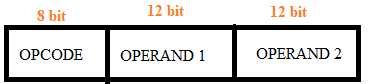 8 bit 12 bit 12 bit
OPCODE OPERAND 1 OPERAND 2